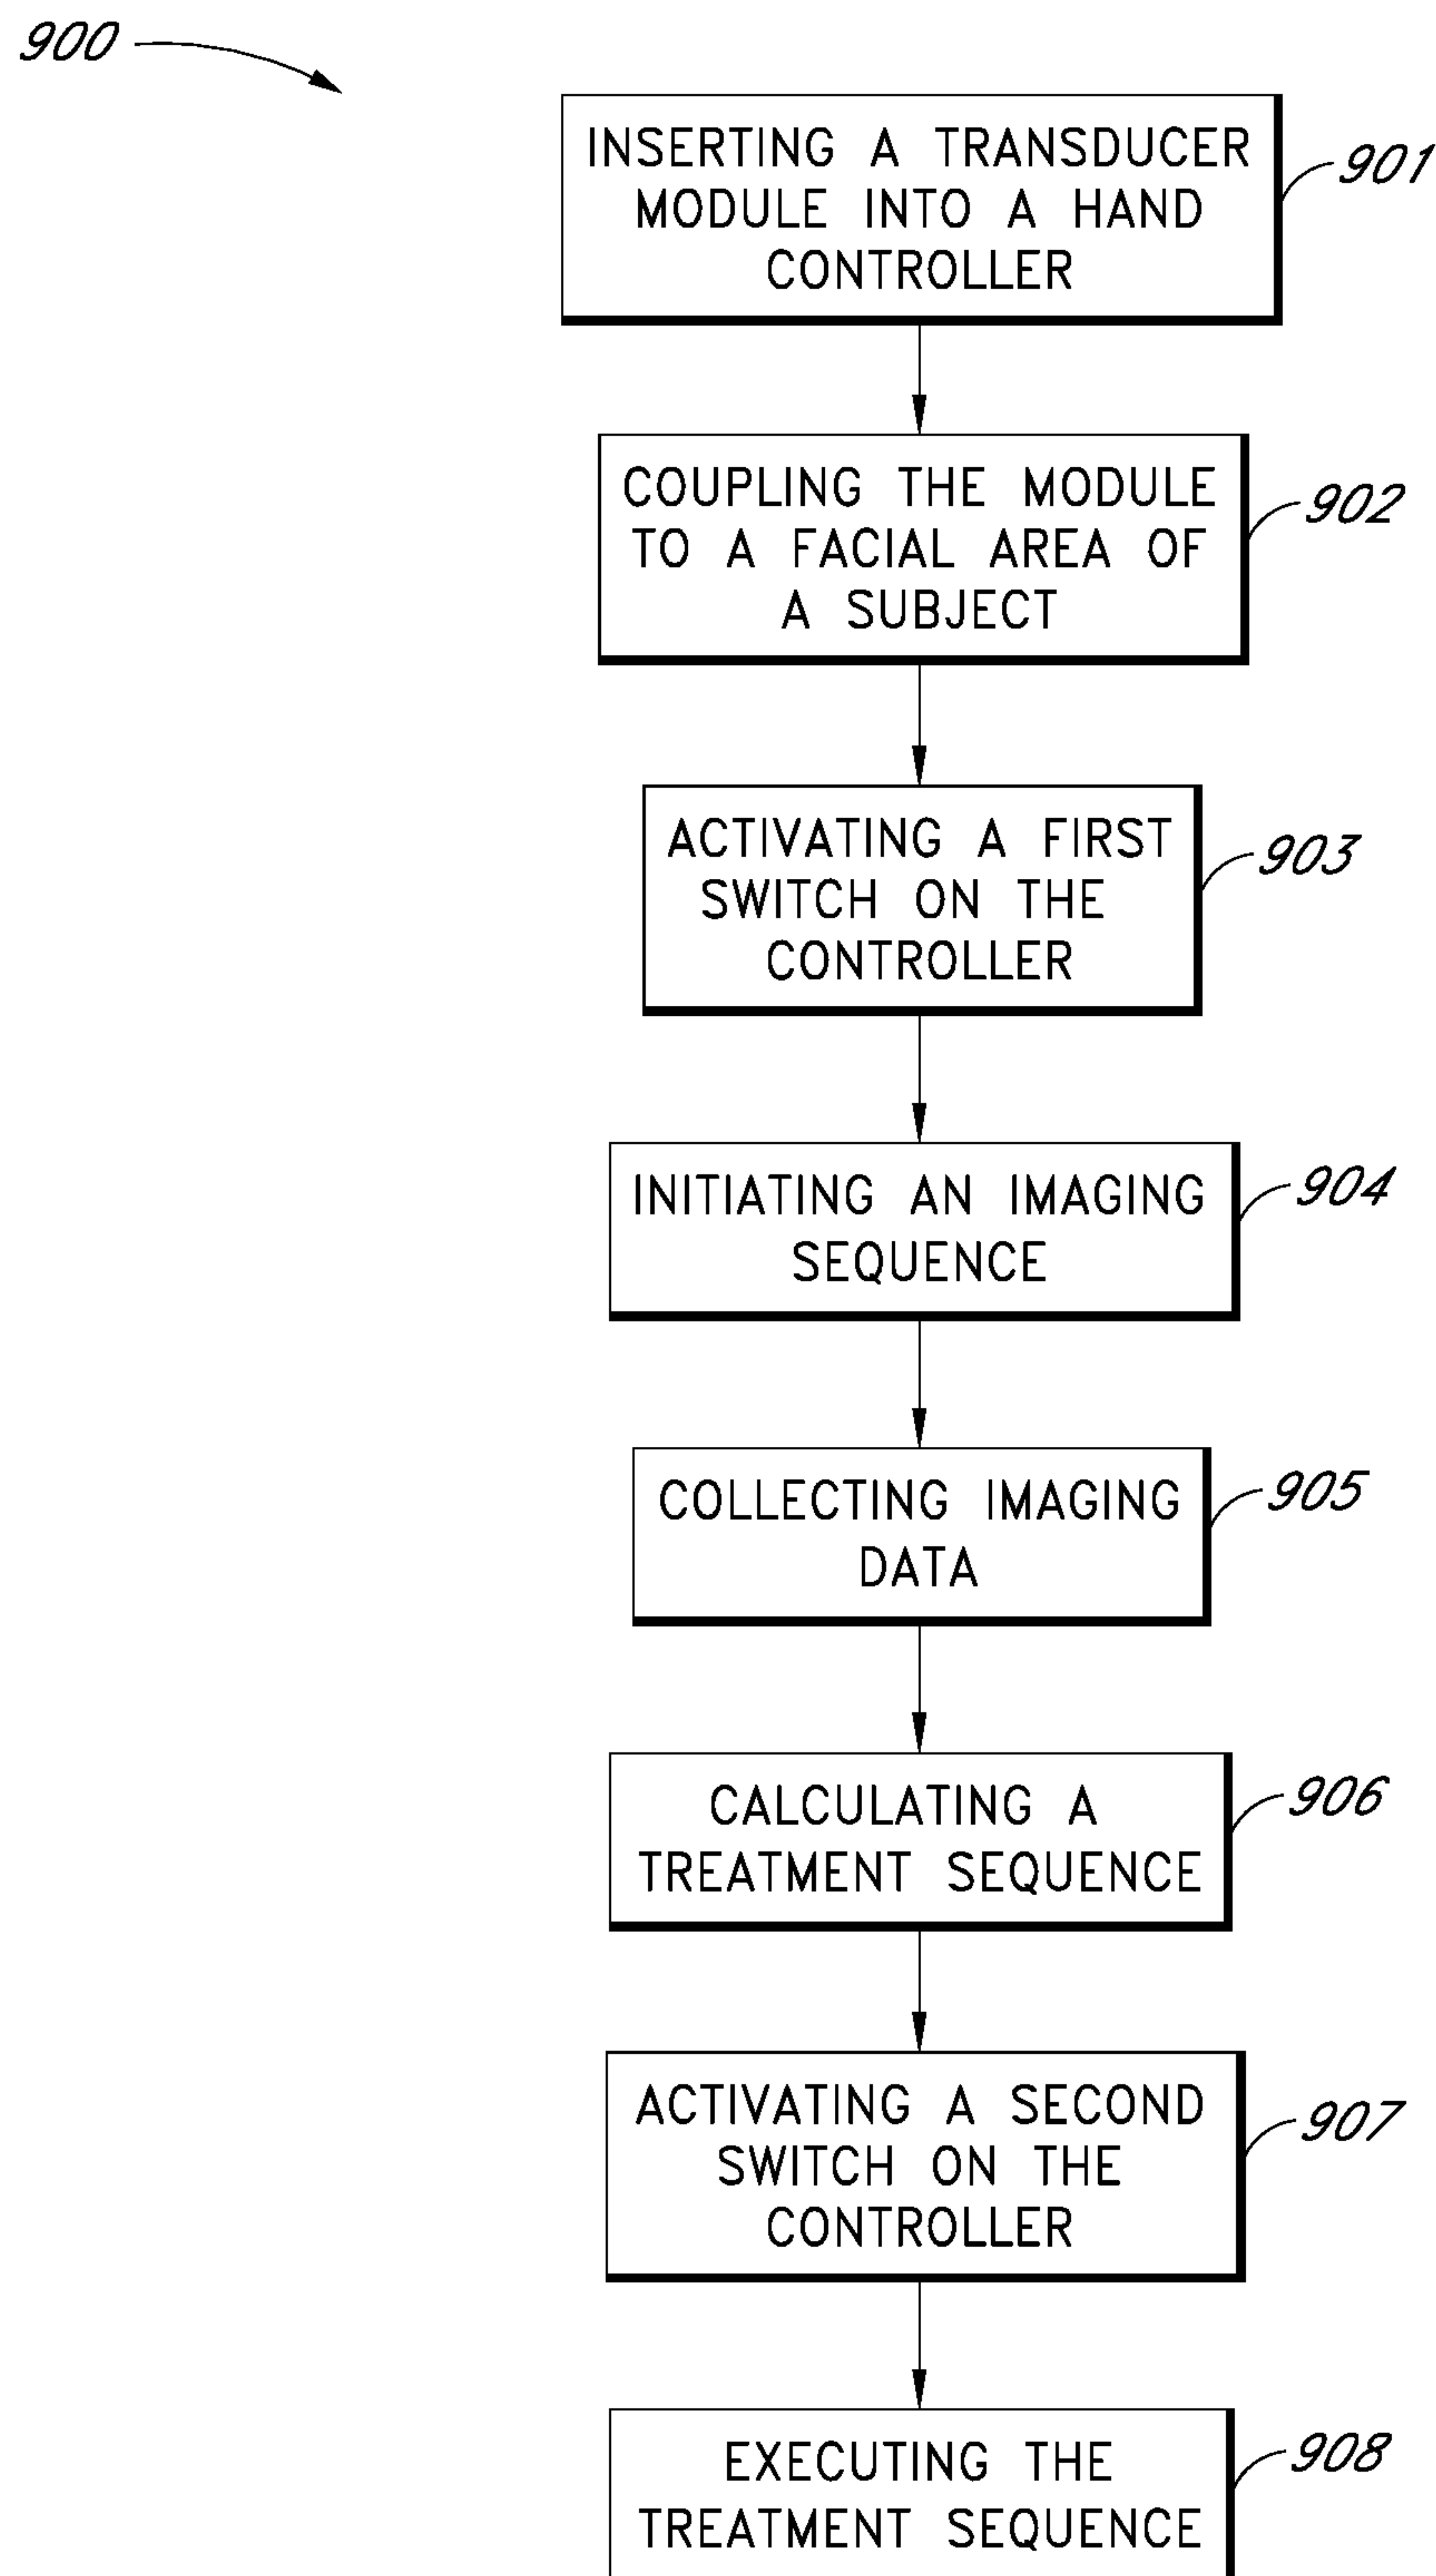 900
INSERTING A TRANSDUCER
MODULE INTO A HAND
CONTROLLER
901
COUPLING THE MODULE
TO A FACIAL AREA OF
A SUBJECT
902
ACTIVATING A FIRST
SWITCH ON THE
CONTROLLER
903
INITIATING AN IMAGING
SEQUENCE
904
COLLECTING IMAGING
DATA
905
CALCULATING A
TREATMENT SEQUENCE
906
ACTIVATING A SECOND
SWITCH ON THE
CONTROLLER
907
EXECUTING THE
TREATMENT SEQUENCE
908